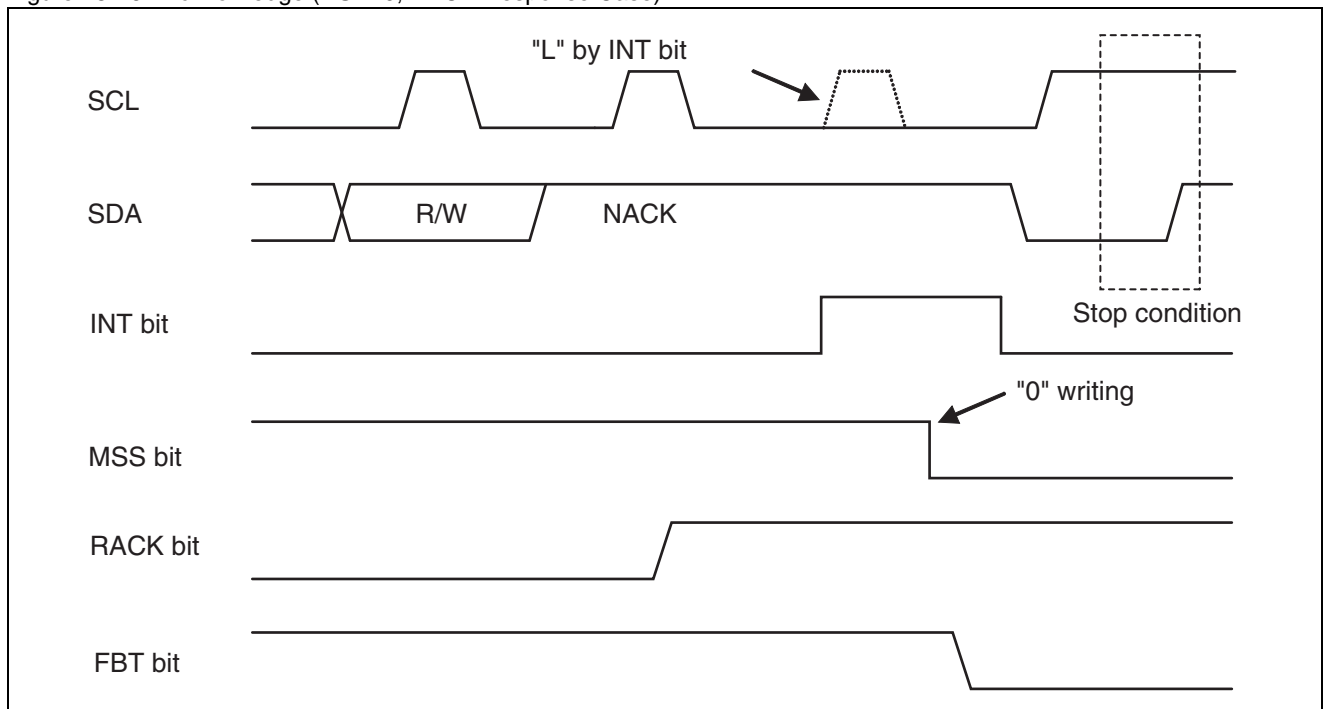 "L" by INT bit
SCL
SDA
R/W
NACK
Stop condition
INT bit
"0" writing
MSS bit
RACK bit
FBT bit